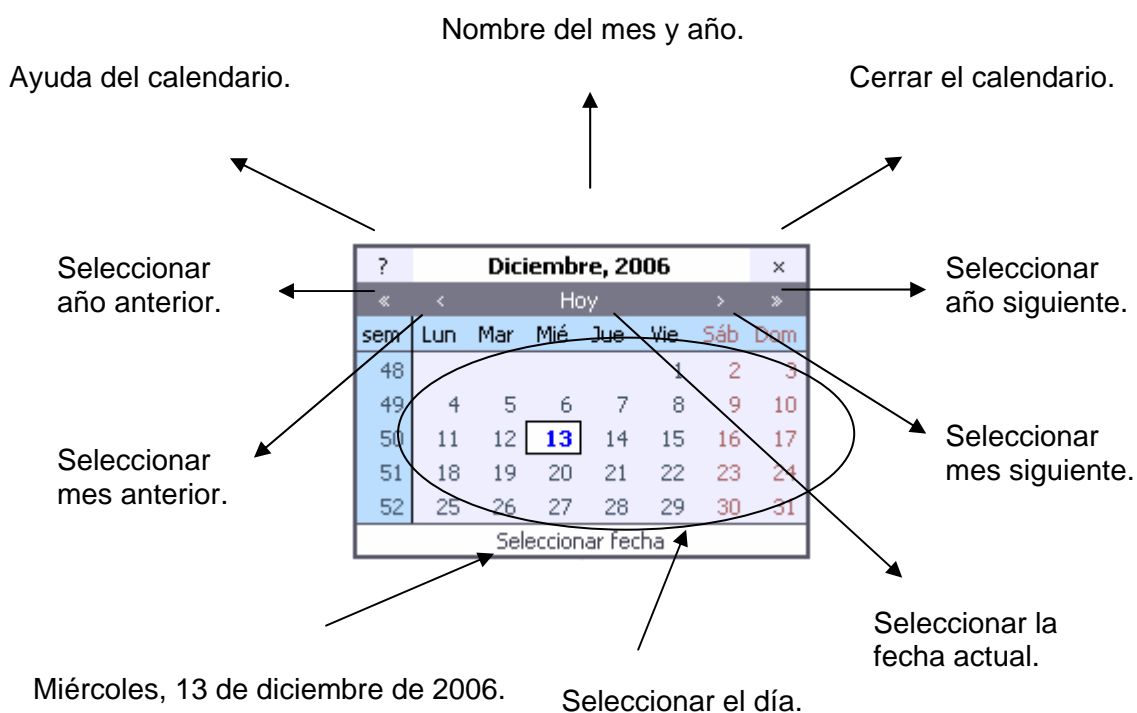 Nombre del mes y año.
Ayuda del calendario.
Cerrar el calendario.
Seleccionar
año anterior.
Seleccionar
año siguiente.
? Diciembre, 2006 ×
« ‹ Hoy › »
sem Lun Mar Mié Jue Vie Sáb Dom
48 1 2 3
49 4 5 6 7 8 9 10
50 11 12 13 14 15 16 17
51 18 19 20 21 22 23 24
52 25 26 27 28 29 30 31
Seleccionar fecha
Seleccionar
mes anterior.
Seleccionar
mes siguiente.
Seleccionar la
fecha actual.
Miércoles, 13 de diciembre de 2006.
Seleccionar el día.